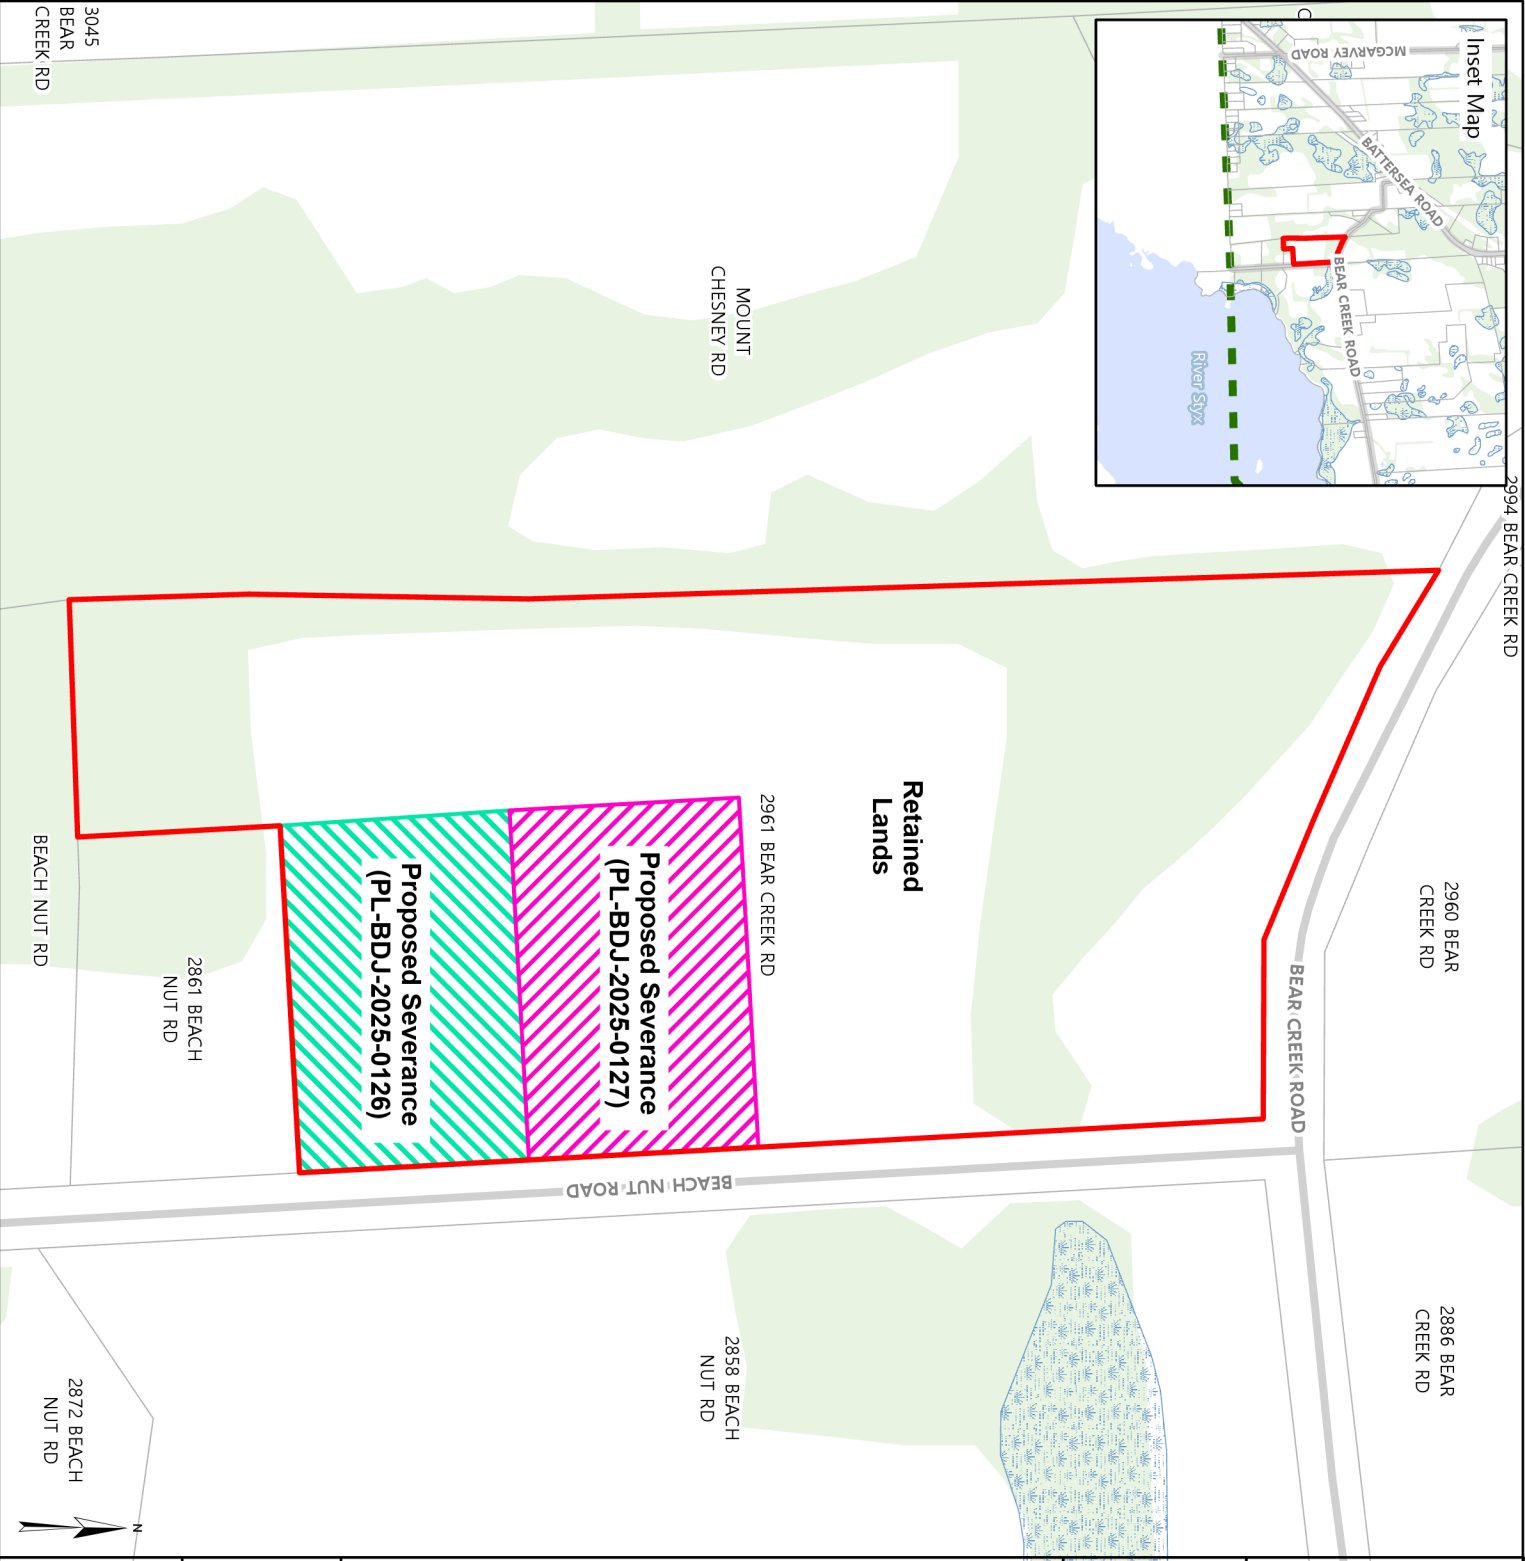 Inset Map
MCGARVEY ROAD
BATTERSEA ROAD
BEAR CREEK ROAD
River Styx
C
2994 BEAR CREEK RD
2960 BEAR
CREEK RD
2886 BEAR
CREEK RD
BEAR CREEK ROAD
MOUNT
CHESNEY RD
Retained
Lands
2961 BEAR CREEK RD
Proposed Severance
(PL-BDJ-2025-0127)
Proposed Severance
(PL-BDJ-2025-0126)
BEACH NUT ROAD
2858 BEACH
NUT RD
2861 BEACH
NUT RD
3045
BEAR
CREEK RD
BEACH NUT RD
2872 BEACH
NUT RD
N